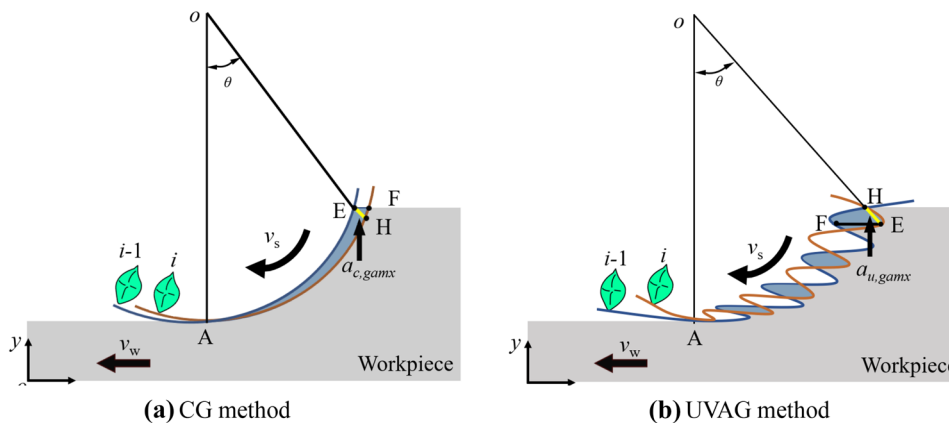 o
θ
E
F
H
v_s
a_c,gamx
i-1
i
A
y
v_w
Workpiece
(a) CG method
o
θ
H
F
E
v_s
a_u,gamx
i-1
i
A
y
v_w
Workpiece
(b) UVAG method